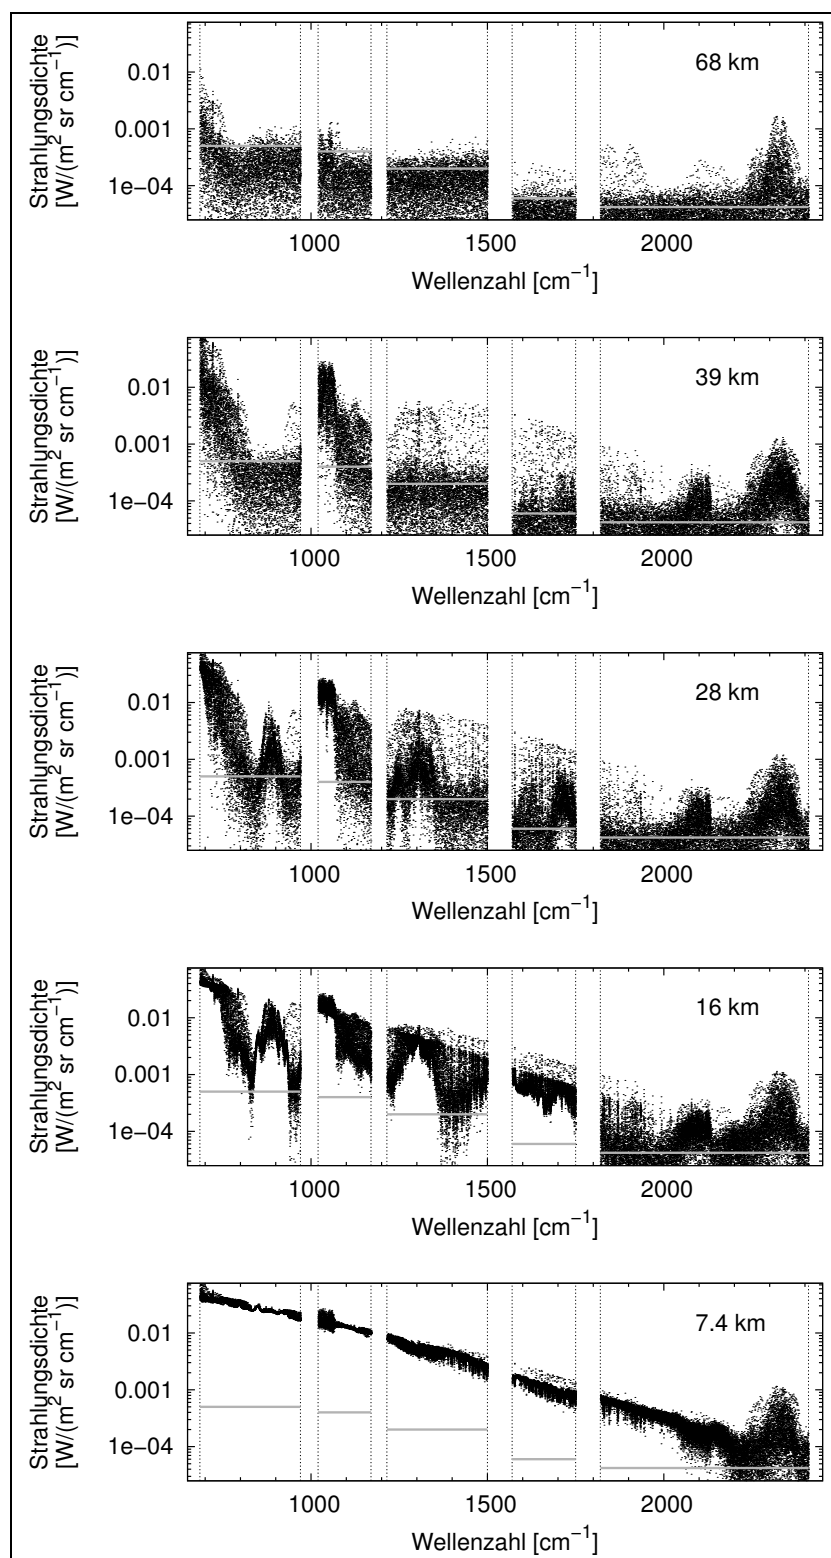 Strahlungsdichte
[W/(m² sr cm⁻¹)]
0.01
0.001
1e−04
68 km
1000
1500
2000
Wellenzahl [cm⁻¹]
Strahlungsdichte
[W/(m² sr cm⁻¹)]
0.01
0.001
1e−04
39 km
1000
1500
2000
Wellenzahl [cm⁻¹]
Strahlungsdichte
[W/(m² sr cm⁻¹)]
0.01
0.001
1e−04
28 km
1000
1500
2000
Wellenzahl [cm⁻¹]
Strahlungsdichte
[W/(m² sr cm⁻¹)]
0.01
0.001
1e−04
16 km
1000
1500
2000
Wellenzahl [cm⁻¹]
Strahlungsdichte
[W/(m² sr cm⁻¹)]
0.01
0.001
1e−04
7.4 km
1000
1500
2000
Wellenzahl [cm⁻¹]